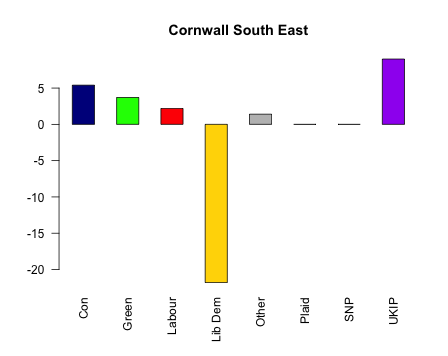 Cornwall South East
5
0
-5
-10
-15
-20
Con
Green
Labour
Lib Dem
Other
Plaid
SNP
UKIP